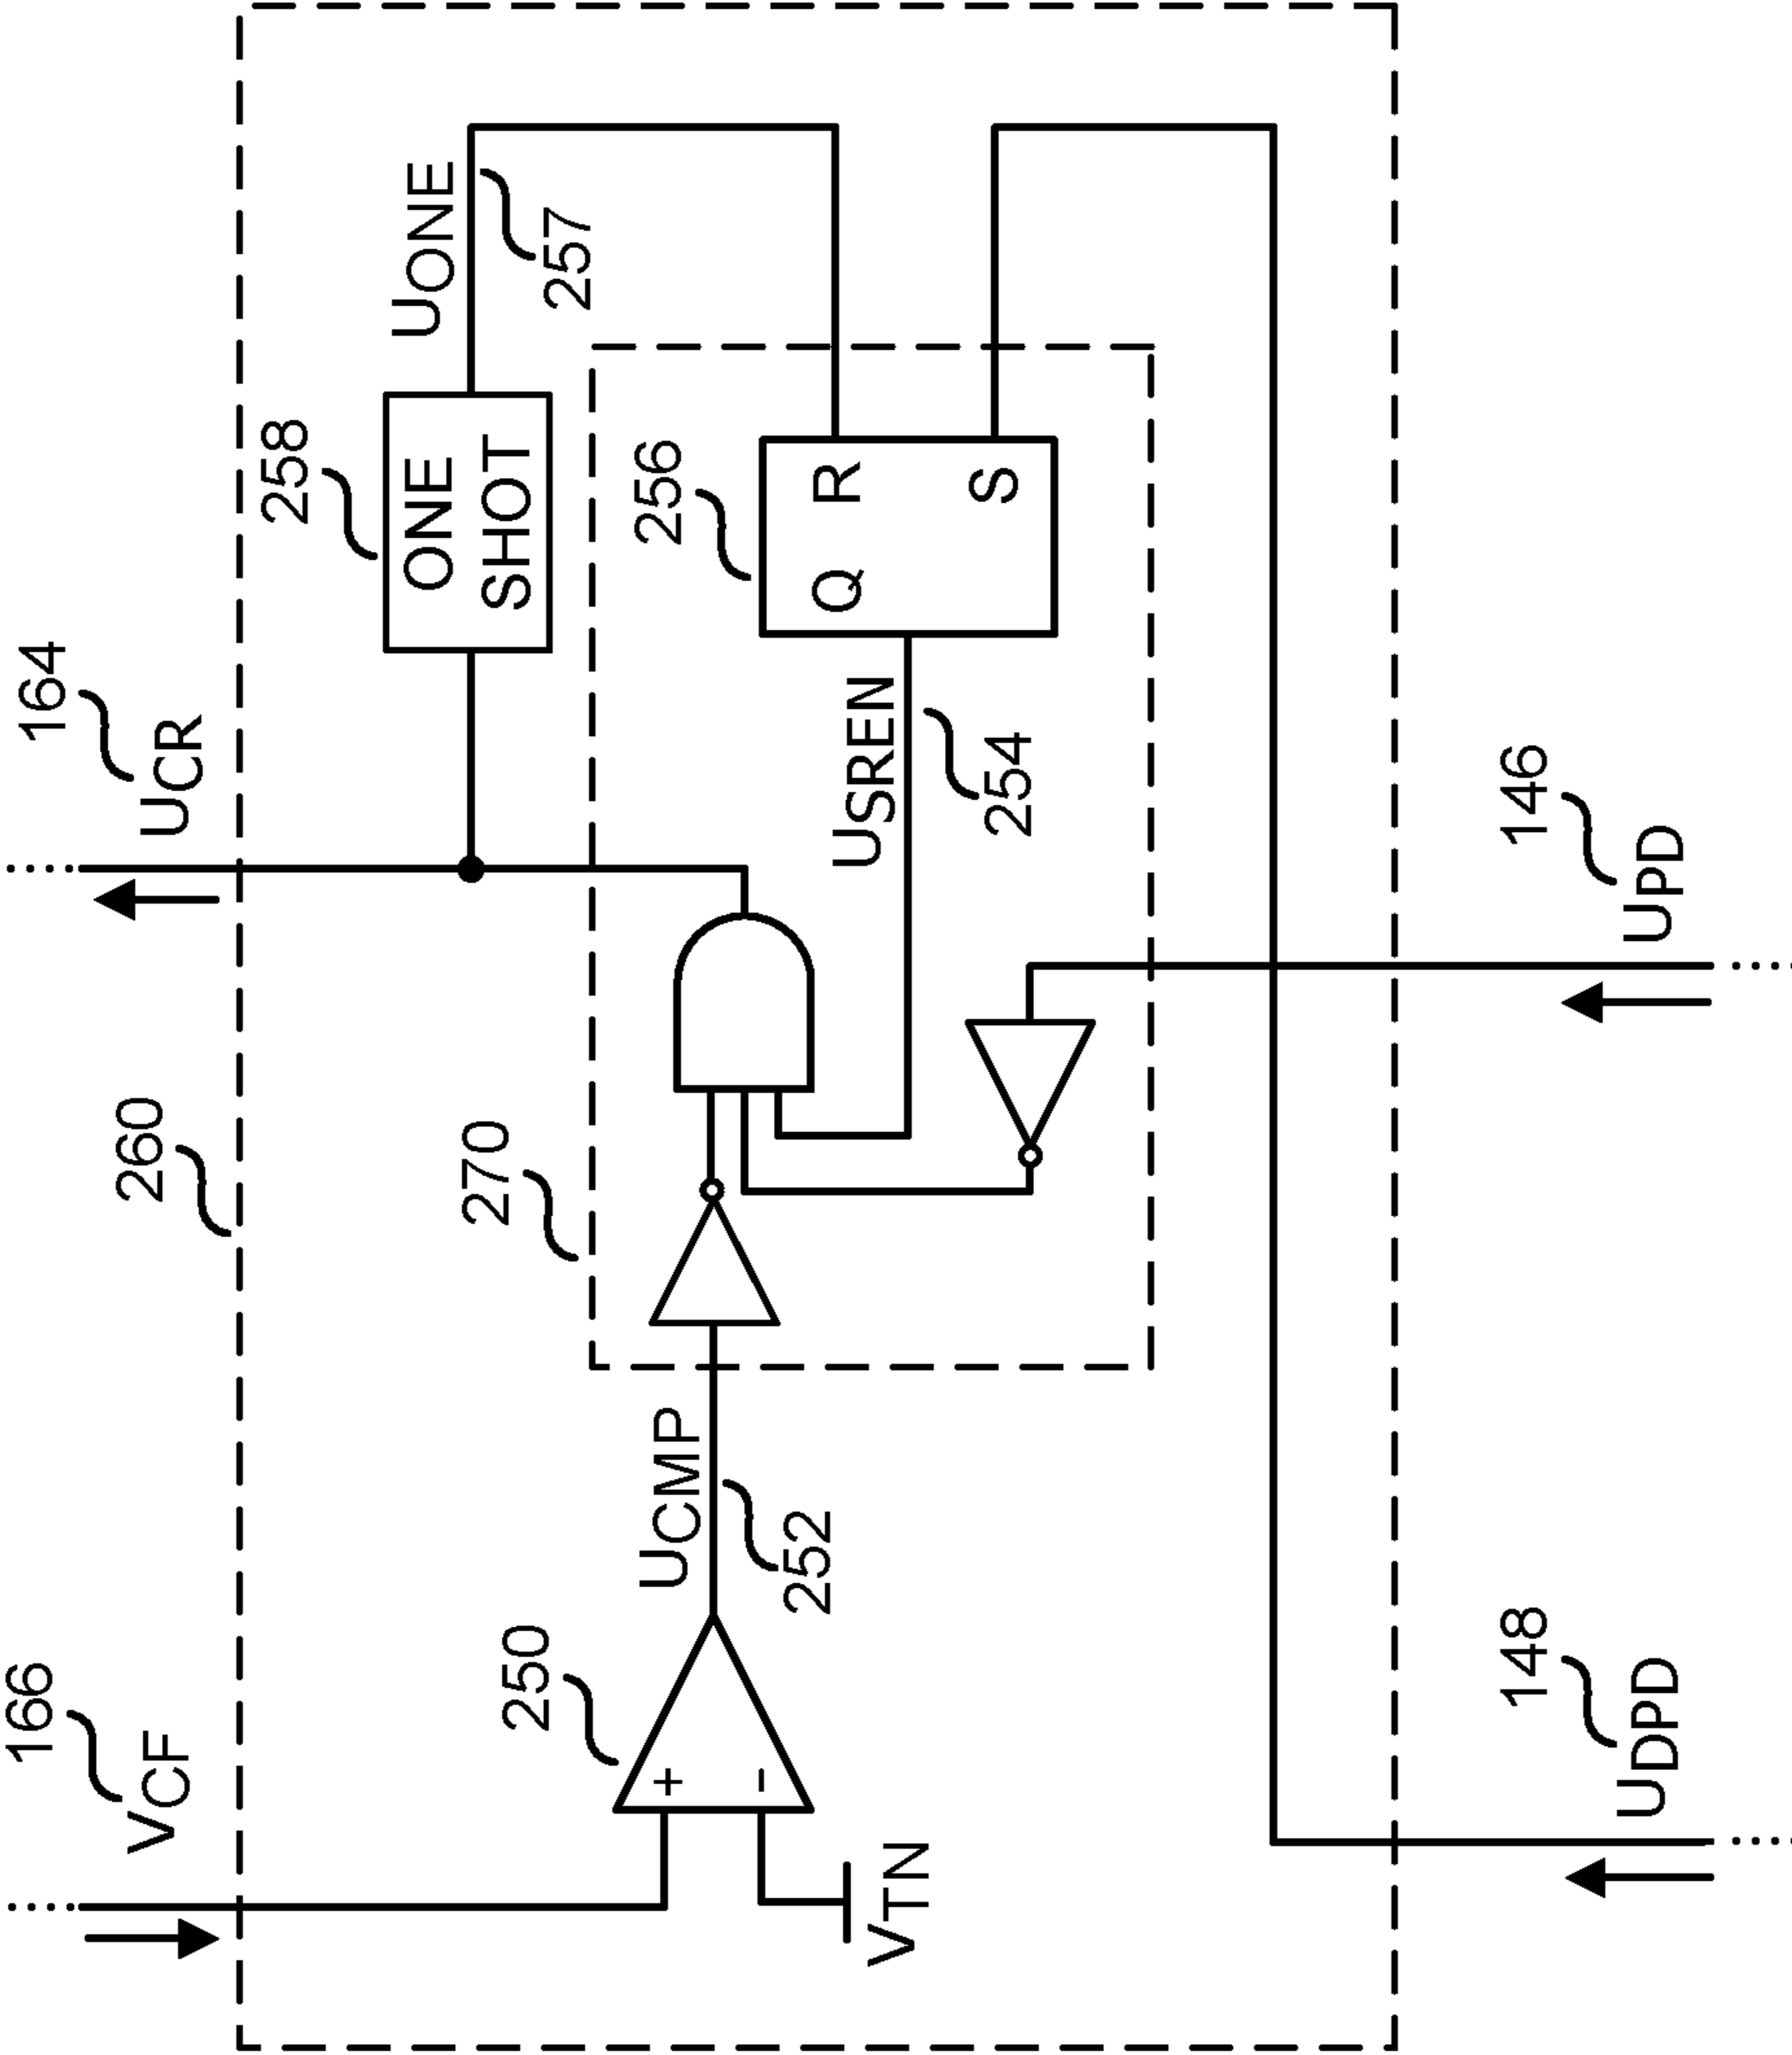 166
VCF
260
164
UCR
258
ONE
SHOT
UONE
257
270
250
+
-
VTN
UCMP
252
256
Q R
S
USREN
254
148
UDPD
146
UPD